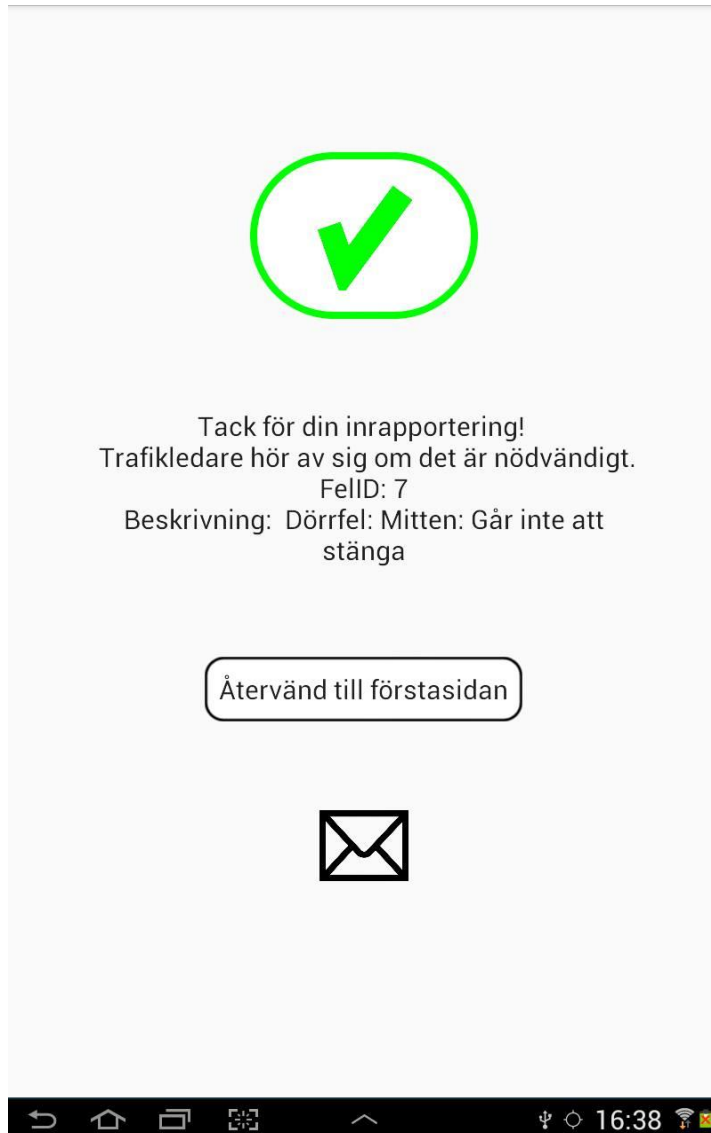 Tack för din inrapportering!
Trafikledare hör av sig om det är nödvändigt.
FelID: 7
Beskrivning:  Dörrfel: Mitten: Går inte att
stänga
Återvänd till förstasidan
16:38